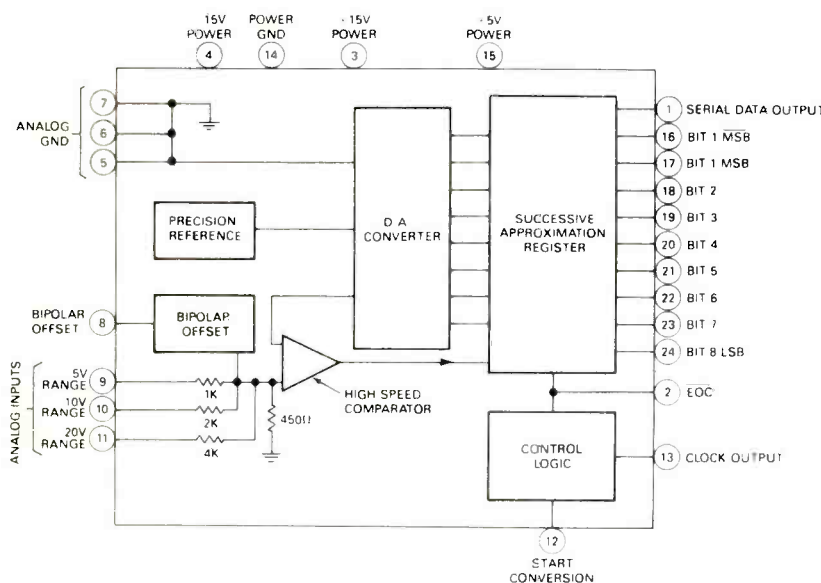 15V POWER
4
POWER GND
14
-15V POWER
3
-5V POWER
15
ANALOG GND
7
6
5
PRECISION REFERENCE
D/A CONVERTER
SUCCESSIVE APPROXIMATION REGISTER
1 SERIAL DATA OUTPUT
16 BIT 1 M̅S̅B̅
17 BIT 1 MSB
18 BIT 2
19 BIT 3
20 BIT 4
21 BIT 5
22 BIT 6
23 BIT 7
24 BIT 8 LSB
BIPOLAR OFFSET
8
BIPOLAR OFFSET
ANALOG INPUTS
5V RANGE
9
1K
10V RANGE
10
2K
20V RANGE
11
4K
450Ω
HIGH SPEED COMPARATOR
2 E̅O̅C̅
CONTROL LOGIC
13 CLOCK OUTPUT
12
START CONVERSION